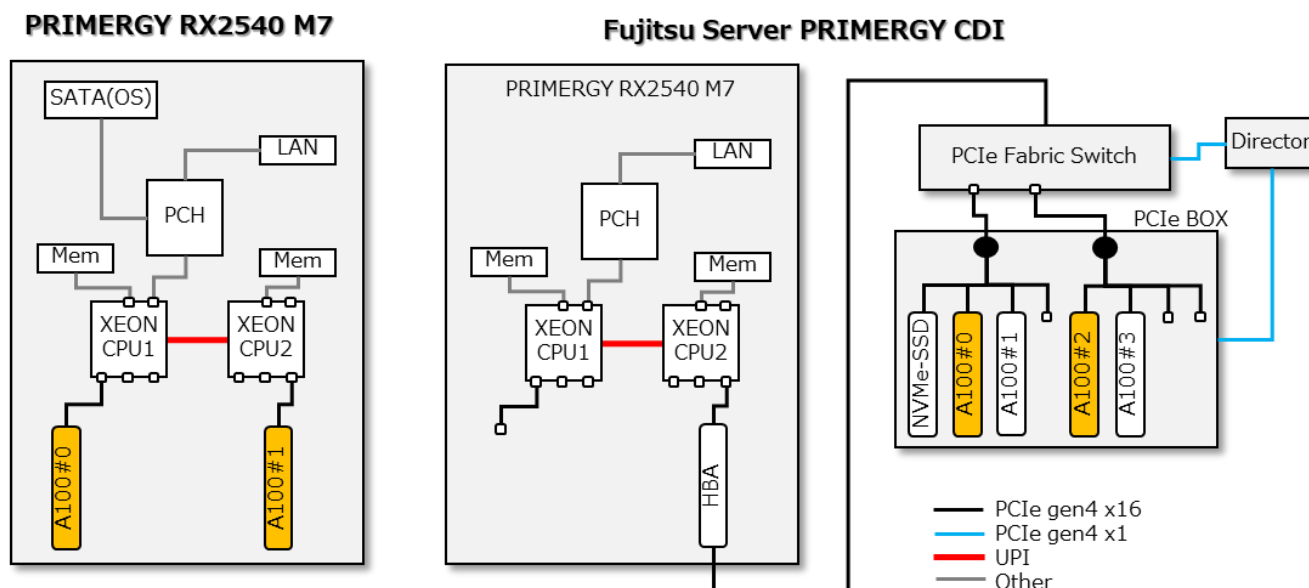 PRIMERGY RX2540 M7
SATA(OS)
LAN
PCH
Mem
Mem
XEON
CPU1
XEON
CPU2
A100#0
A100#1
Fujitsu Server PRIMERGY CDI
PRIMERGY RX2540 M7
LAN
PCH
Mem
Mem
XEON
CPU1
XEON
CPU2
HBA
PCIe Fabric Switch
Director
PCIe BOX
NVMe-SSD
A100#0
A100#1
A100#2
A100#3
PCIe gen4 x16
PCIe gen4 x1
UPI
Other